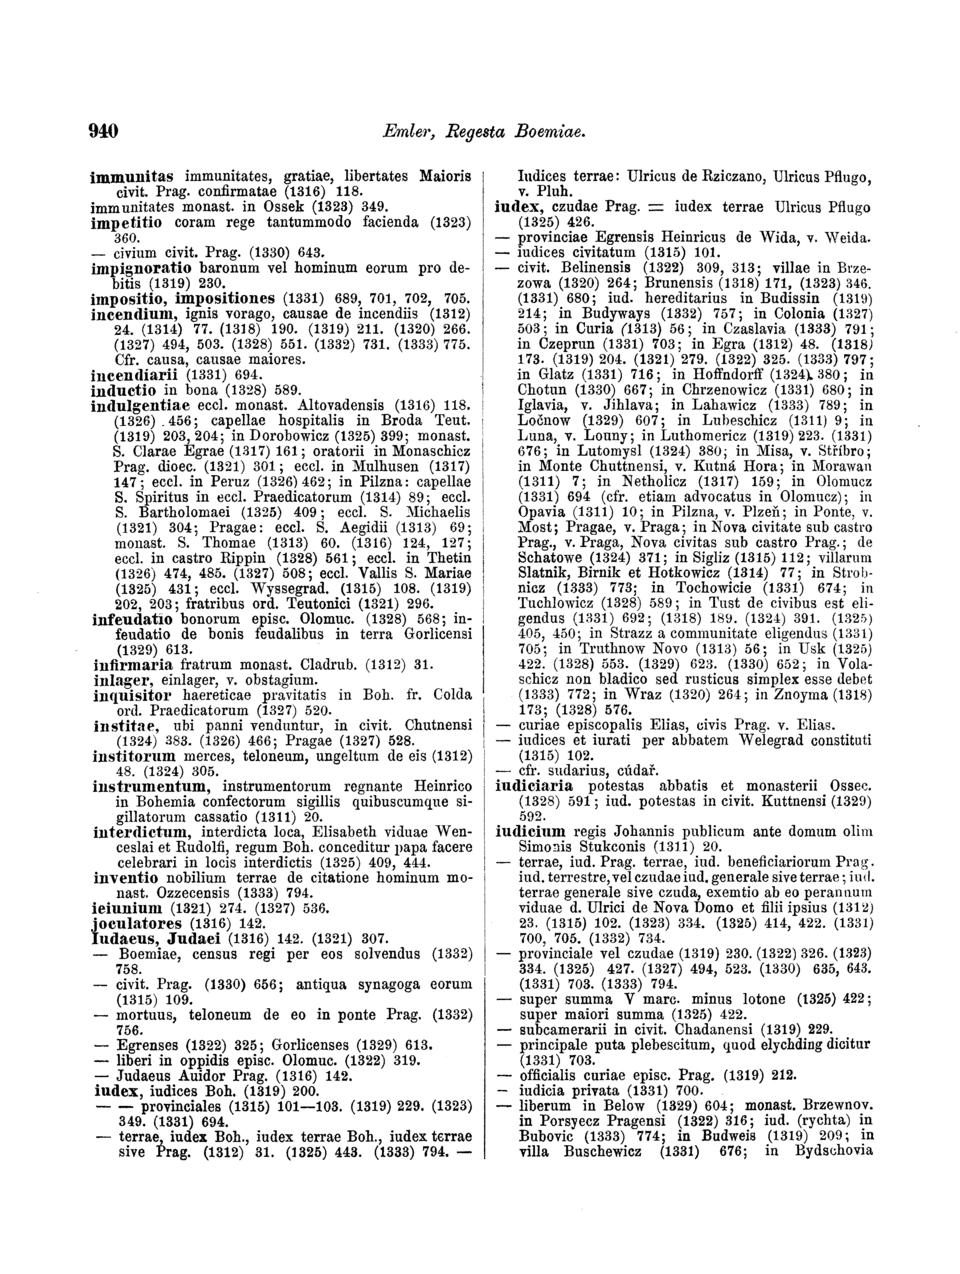 940
Emler, Regesta Boemiae.
immunitas immunitates, gratiae, libertates Maioris
civit. Prag. confirmatae (1316) 118.
immunitates monast. in Ossek (1323) 349.
impetitio coram rege tantummodo facienda (1323)
360.
— civium civit. Prag. (1330) 643.
impignoratio baronum vel hominum eorum pro de-
bitis (1319) 230.
impositio, impositiones (1331) 689, 701, 702, 705.
incendium, ignis vorago, causae de incendiis (1312)
24. (1314) 77. (1318) 190. (1319) 211. (1320) 266.
(1327) 494, 503. (1328) 551. (1332) 731. (1333) 775.
Cfr. causa, causae maiores.
incendiarii (1331) 694.
inductio in bona (1328) 589.
indulgentiae eccl. monast. Altovadensis (1316) 118.
(1326) . 456; capellae hospitalis in Broda Teut.
(1319) 203, 204; in Dorobowicz (1325) 399; monast.
S. Clarae Egrae (1317) 161; oratorii in Monaschicz
Prag. dioec. (1321) 301; eccl. in Mulhusen (1317)
147; eccl. in Peruz (1326) 462; in Pilzna: capellae
S. Spiritus in eccl. Praedicatorum (1314) 89; eccl.
S. Bartholomaei (1325) 409; eccl. S. Michaelis
(1321) 304; Pragae: eccl. S. Aegidii (1313) 69;
monast. S. Thomae (1313) 60. (1316) 124, 127;
eccl. in castro Rippin (1328) 561; eccl. in Thetin
(1326) 474, 485. (1327) 508; eccl. Vallis S. Mariae
(1325) 431; eccl. Wyssegrad. (1315) 108. (1319)
202, 203; fratribus ord. Teutonici (1321) 296.
infeudatio bonorum episc. Olomuc. (1328) 568; in-
feudatio de bonis feudalibus in terra Gorlicensi
(1329) 613.
infirmaria fratrum monast. Cladrub. (1312) 31.
inlager, einlager, v. obstagium.
inquisitor haereticae pravitatis in Boh. fr. Colda
ord. Praedicatorum (1327) 520.
institae, ubi panni venduntur, in civit. Chutnensi
(1324) 383. (1326) 466; Pragae (1327) 528.
institorum merces, teloneum, ungeltum de eis (1312)
48. (1324) 305.
instrumentum, instrumentorum regnante Heinrico
in Bohemia confectorum sigillis quibuscumque si-
gillatorum cassatio (1311) 20.
interdictum, interdicta loca, Elisabeth viduae Wen-
ceslai et Rudolfi, regum Boh. conceditur papa facere
celebrari in locis interdictis (1325) 409, 444.
inventio nobilium terrae de citatione hominum mo-
nast. Ozzecensis (1333) 794.
ieiunium (1321) 274. (1327) 536.
joculatores (1316) 142.
Iudaeus, Judaei (1316) 142. (1321) 307.
— Boemiae, census regi per eos solvendus (1332)
758.
— civit. Prag. (1330) 656; antiqua synagoga eorum
(1315) 109.
— mortuus, teloneum de eo in ponte Prag. (1332)
756.
— Egrenses (1322) 325; Gorlicenses (1329) 613.
— liberi in oppidis episc. Olomuc. (1322) 319.
— Judaeus Auidor Prag. (1316) 142.
iudex, iudices Boh. (1319) 200.
— — provinciales (1315) 101—103. (1319) 229. (1323)
349. (1331) 694.
— terrae, iudex Boh., iudex terrae Boh., iudex terrae
sive Prag. (1312) 31. (1325) 443. (1333) 794. —
Iudices terrae: Ulricus de Rziczano, Ulricus Pflugo,
v. Pluh.
iudex, czudae Prag. = iudex terrae Ulricus Pflugo
(1325) 426.
— provinciae Egrensis Heinricus de Wida, v. Weida.
— iudices civitatum (1315) 101.
— civit. Belinensis (1322) 309, 313; villae in Brze-
zowa (1320) 264; Brunensis (1318) 171, (1323) 346.
(1331) 680; iud. hereditarius in Budissin (1319)
214; in Budyways (1332) 757; in Colonia (1327)
503; in Curia (1313) 56; in Czaslavia (1333) 791;
in Czeprun (1331) 703; in Egra (1312) 48. (1318)
173. (1319) 204. (1321) 279. (1322) 325. (1333) 797;
in Glatz (1331) 716; in Hoffndorff (1324) 380; in
Chotun (1330) 667; in Chrzenowicz (1331) 680; in
Iglavia, v. Jihlava; in Lahawicz (1333) 789; in
Ločnow (1329) 607; in Lubeschicz (1311) 9; in
Luna, v. Louny; in Luthomericz (1319) 223. (1331)
676; in Lutomysl (1324) 380; in Misa, v. Stříbro;
in Monte Chuttnensi, v. Kutná Hora; in Morawan
(1311) 7; in Netholicz (1317) 159; in Olomucz
(1331) 694 (cfr. etiam advocatus in Olomucz); in
Opavia (1311) 10; in Pilzna, v. Plzeň; in Ponte, v.
Most; Pragae, v. Praga; in Nova civitate sub castro
Prag., v. Praga, Nova civitas sub castro Prag.; de
Schatowe (1324) 371; in Sigliz (1315) 112; villarum
Slatnik, Birnik et Hotkowicz (1314) 77; in Strob-
nicz (1333) 773; in Tochowicie (1331) 674; in
Tuchlowicz (1328) 589; in Tust de civibus est eli-
gendus (1331) 692; (1318) 189. (1324) 391. (1325)
405, 450; in Strazz a communitate eligendus (1331)
705; in Truthnow Novo (1313) 56; in Usk (1325)
422. (1328) 553. (1329) 623. (1330) 652; in Vola-
schicz non bladico sed rusticus simplex esse debet
(1333) 772; in Wraz (1320) 264; in Znoyma (1318)
173; (1328) 576.
— curiae episcopalis Elias, civis Prag. v. Elias.
— iudices et iurati per abbatem Welegrad constituti
(1315) 102.
— cfr. sudarius, cúdař.
iudiciaria potestas abbatis et monasterii Ossec.
(1328) 591; iud. potestas in civit. Kuttnensi (1329)
592.
iudicium regis Johannis publicum ante domum olim
Simonis Stukconis (1311) 20.
— terrae, iud. Prag. terrae, iud. beneficiariorum Prag.
iud. terrestre, vel czudae iud. generale sive terrae; iud.
terrae generale sive czuda, exemtio ab eo perannum
viduae d. Ulrici de Nova Domo et filii ipsius (1312)
23. (1315) 102. (1323) 334. (1325) 414, 422. (1331)
700, 705. (1332) 734.
— provinciale vel czudae (1319) 230. (1322) 326. (1323)
334. (1325) 427. (1327) 494, 523. (1330) 635, 643.
(1331) 703. (1333) 794.
— super summa V marc. minus lotone (1325) 422;
super maiori summa (1325) 422.
— subcamerarii in civit. Chadanensi (1319) 229.
— principale puta plebescitum, quod elychding dicitur
(1331) 703.
— officialis curiae episc. Prag. (1319) 212.
— iudicia privata (1331) 700.
— liberum in Below (1329) 604; monast. Brzewnov.
in Porsyecz Pragensi (1322) 316; iud. (rychta) in
Bubovic (1333) 774; in Budweis (1319) 209; in
villa Buschewicz (1331) 676; in Bydschovia